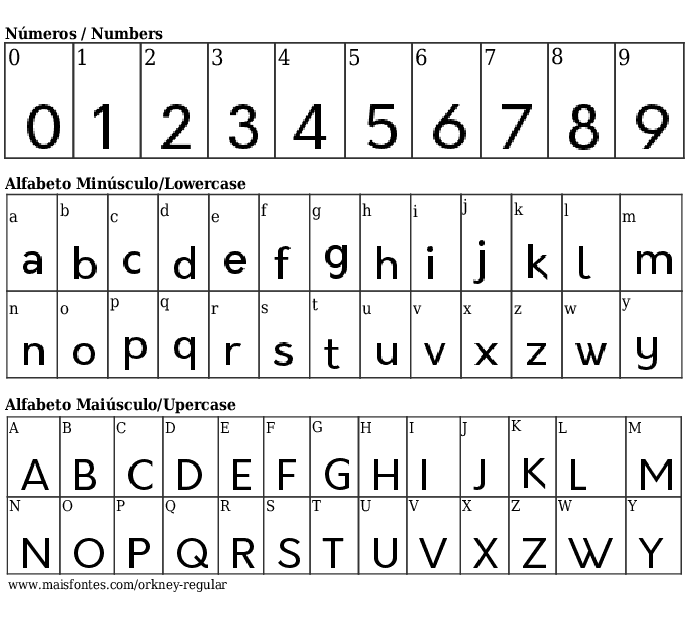 Números / Numbers
0 1 2 3 4 5 6 7 8 9
0 1 2 3 4 5 6 7 8 9
Alfabeto Minúsculo/Lowercase
a b c d e f g h i j k l m
a b c d e f g h i j k l m
n o p q r s t u v x z w y
n o p q r s t u v x z w y
Alfabeto Maiúsculo/Upercase
A B C D E F G H I J K L M
A B C D E F G H I J K L M
N O P Q R S T U V X Z W Y
N O P Q R S T U V X Z W Y
www.maisfontes.com/orkney-regular